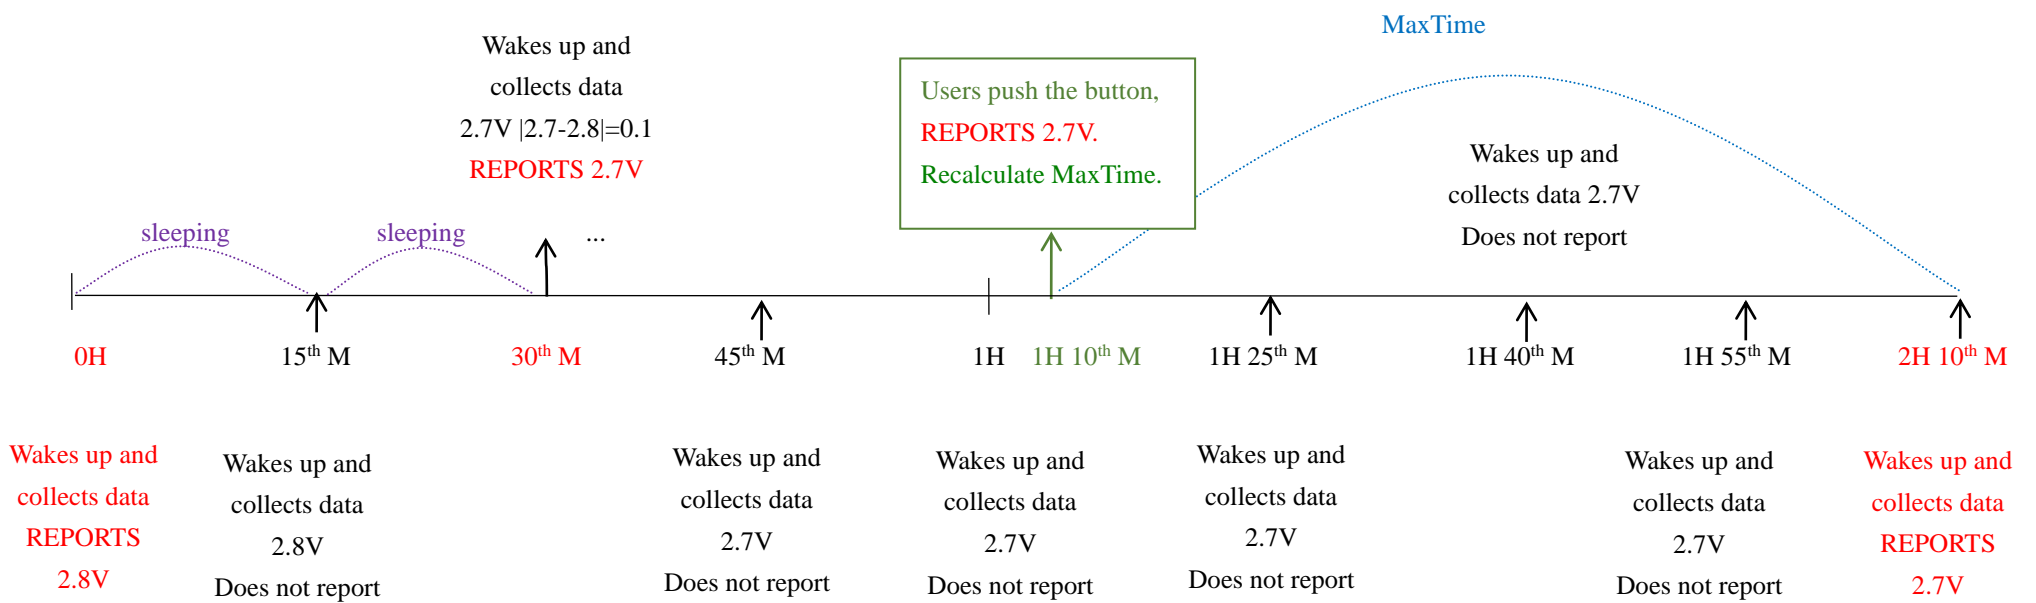 MaxTime
Wakes up and
collects data
2.7V |2.7-2.8|=0.1
REPORTS 2.7V
Users push the button,
REPORTS 2.7V.
Recalculate MaxTime.
Wakes up and
collects data 2.7V
Does not report
sleeping
sleeping
...
0H
15th M
30th M
45th M
1H
1H 10th M
1H 25th M
1H 40th M
1H 55th M
2H 10th M
Wakes up and
collects data
REPORTS
2.8V
Wakes up and
collects data
2.8V
Does not report
Wakes up and
collects data
2.7V
Does not report
Wakes up and
collects data
2.7V
Does not report
Wakes up and
collects data
2.7V
Does not report
Wakes up and
collects data
2.7V
Does not report
Wakes up and
collects data
REPORTS
2.7V